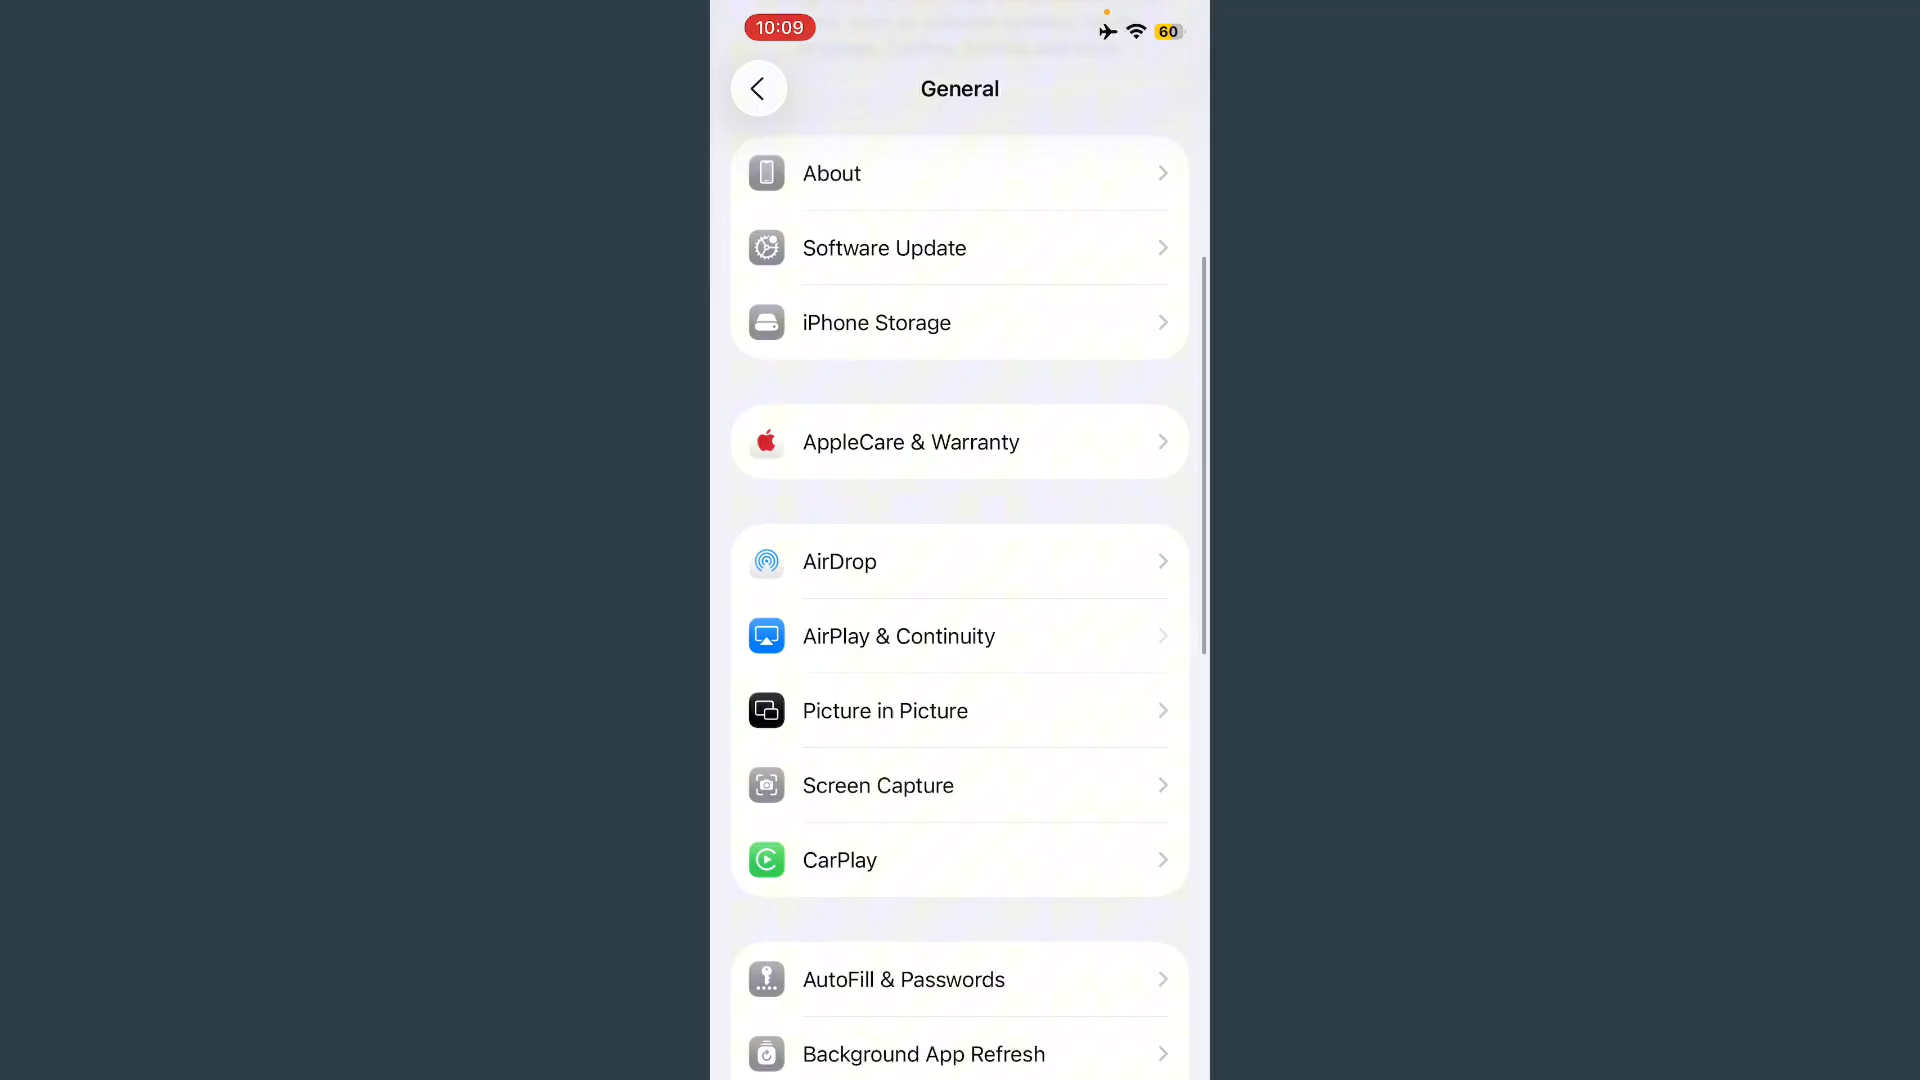 10:09
60
General
About
Software Update
iPhone Storage
AppleCare & Warranty
AirDrop
AirPlay & Continuity
Picture in Picture
Screen Capture
CarPlay
AutoFill & Passwords
Background App Refresh